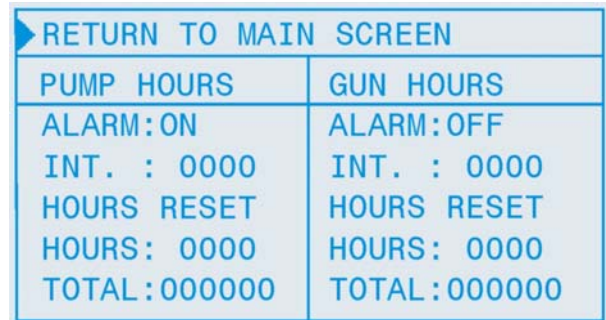 RETURN TO MAIN SCREEN
PUMP HOURS
ALARM:ON
INT. : 0000
HOURS RESET
HOURS: 0000
TOTAL:000000
GUN HOURS
ALARM:OFF
INT. : 0000
HOURS RESET
HOURS: 0000
TOTAL:000000